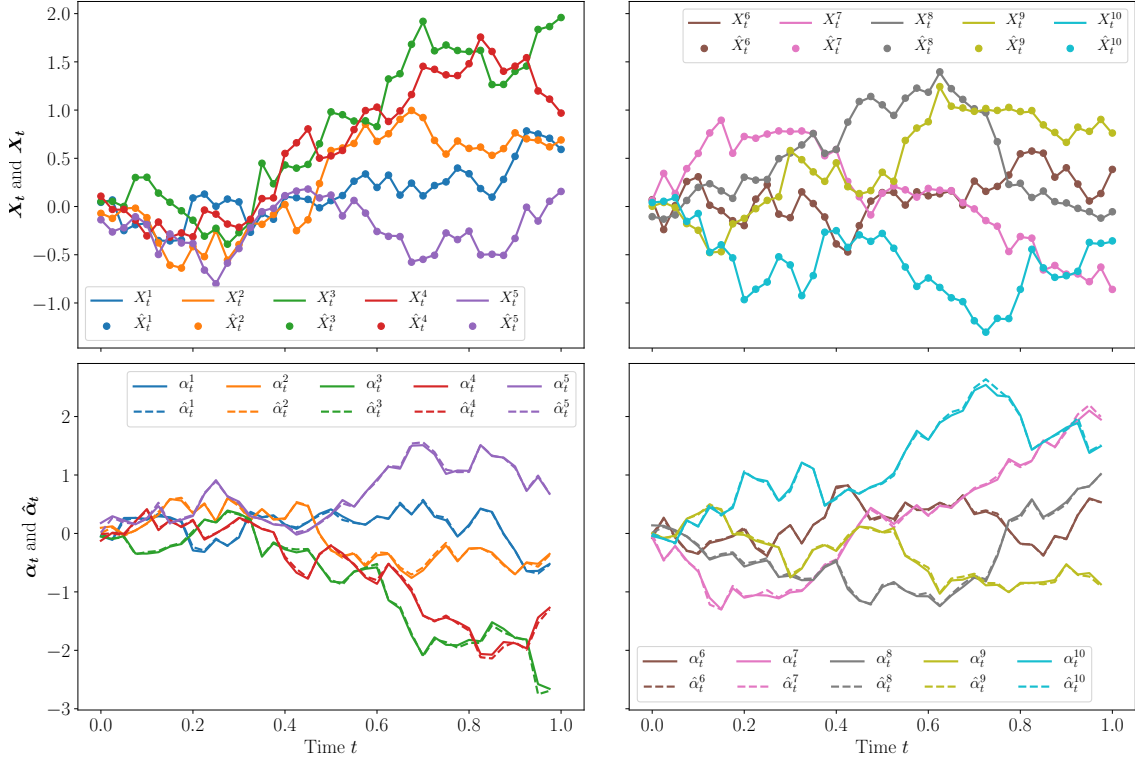 2.0
1.5
1.0
0.5
0.0
−0.5
−1.0
X_t and X_t
X_t^1 X_t^2 X_t^3 X_t^4 X_t^5
X̂_t^1 X̂_t^2 X̂_t^3 X̂_t^4 X̂_t^5
X_t^6 X_t^7 X_t^8 X_t^9 X_t^10
X̂_t^6 X̂_t^7 X̂_t^8 X̂_t^9 X̂_t^10
2
1
0
−1
−2
−3
α_t and α̂_t
α_t^1 α_t^2 α_t^3 α_t^4 α_t^5
α̂_t^1 α̂_t^2 α̂_t^3 α̂_t^4 α̂_t^5
0.0 0.2 0.4 0.6 0.8 1.0
Time t
α_t^6 α_t^7 α_t^8 α_t^9 α_t^10
α̂_t^6 α̂_t^7 α̂_t^8 α̂_t^9 α̂_t^10
0.0 0.2 0.4 0.6 0.8 1.0
Time t